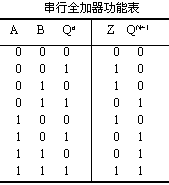 串行全加器功能表
A B Qⁿ Z Qᴺ⁺¹
0 0 0 0 0
0 0 1 1 0
0 1 0 1 0
0 1 1 0 1
1 0 0 1 0
1 0 1 0 1
1 1 0 0 1
1 1 1 1 1